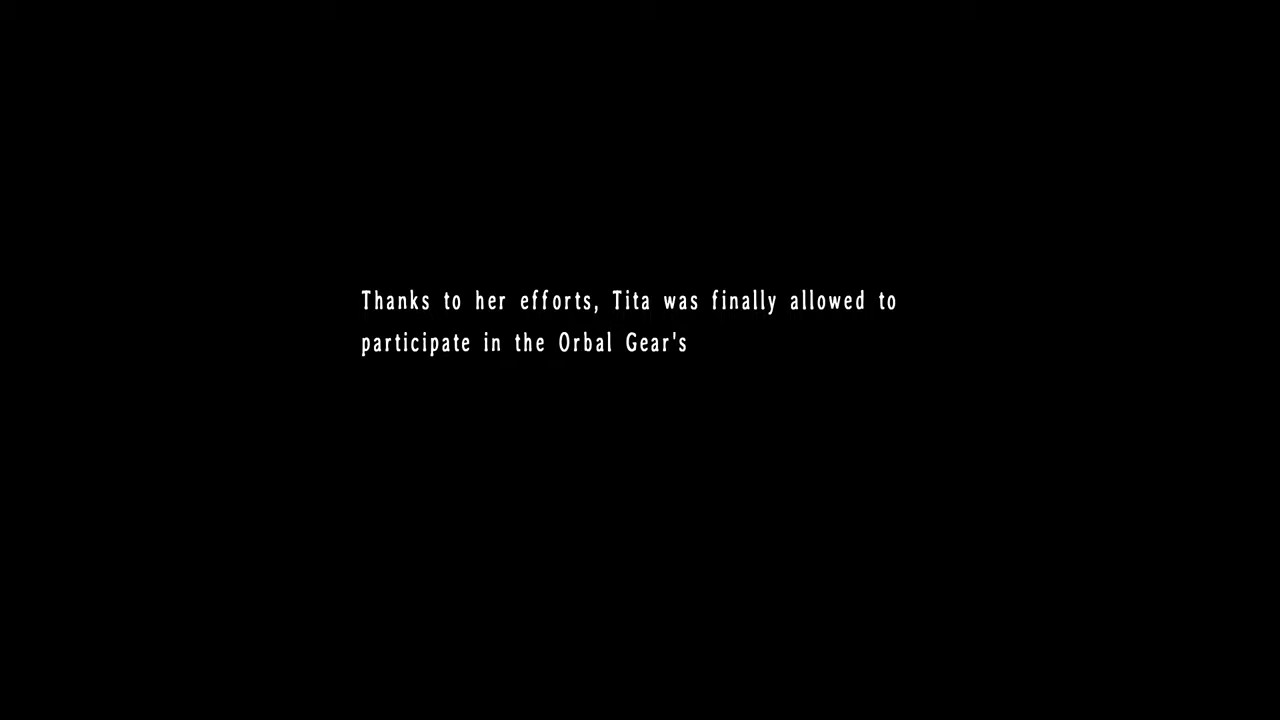 Thanks to her efforts, Tita was finally allowed to
participate in the Orbal Gear's